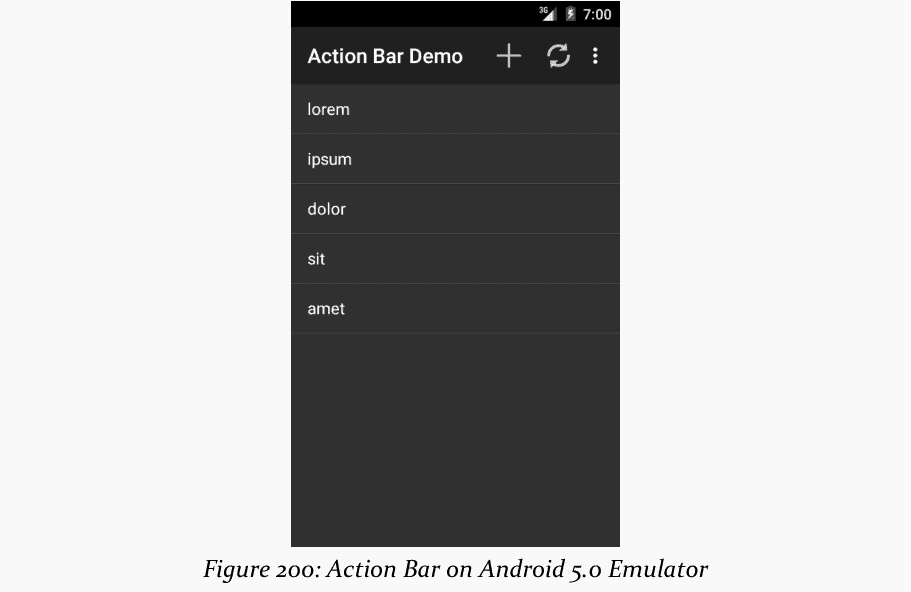 3G 7:00
Action Bar Demo
lorem
ipsum
dolor
sit
amet
Figure 200: Action Bar on Android 5.0 Emulator